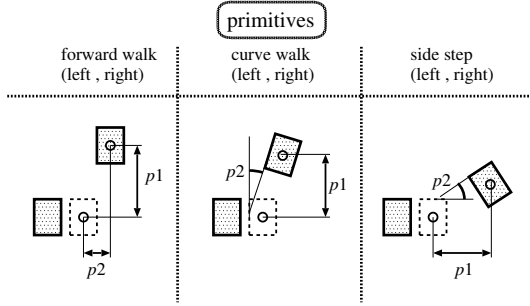 primitives
forward walk
(left , right)
curve walk
(left , right)
side step
(left , right)
p1
p2
p2
p1
p2
p1